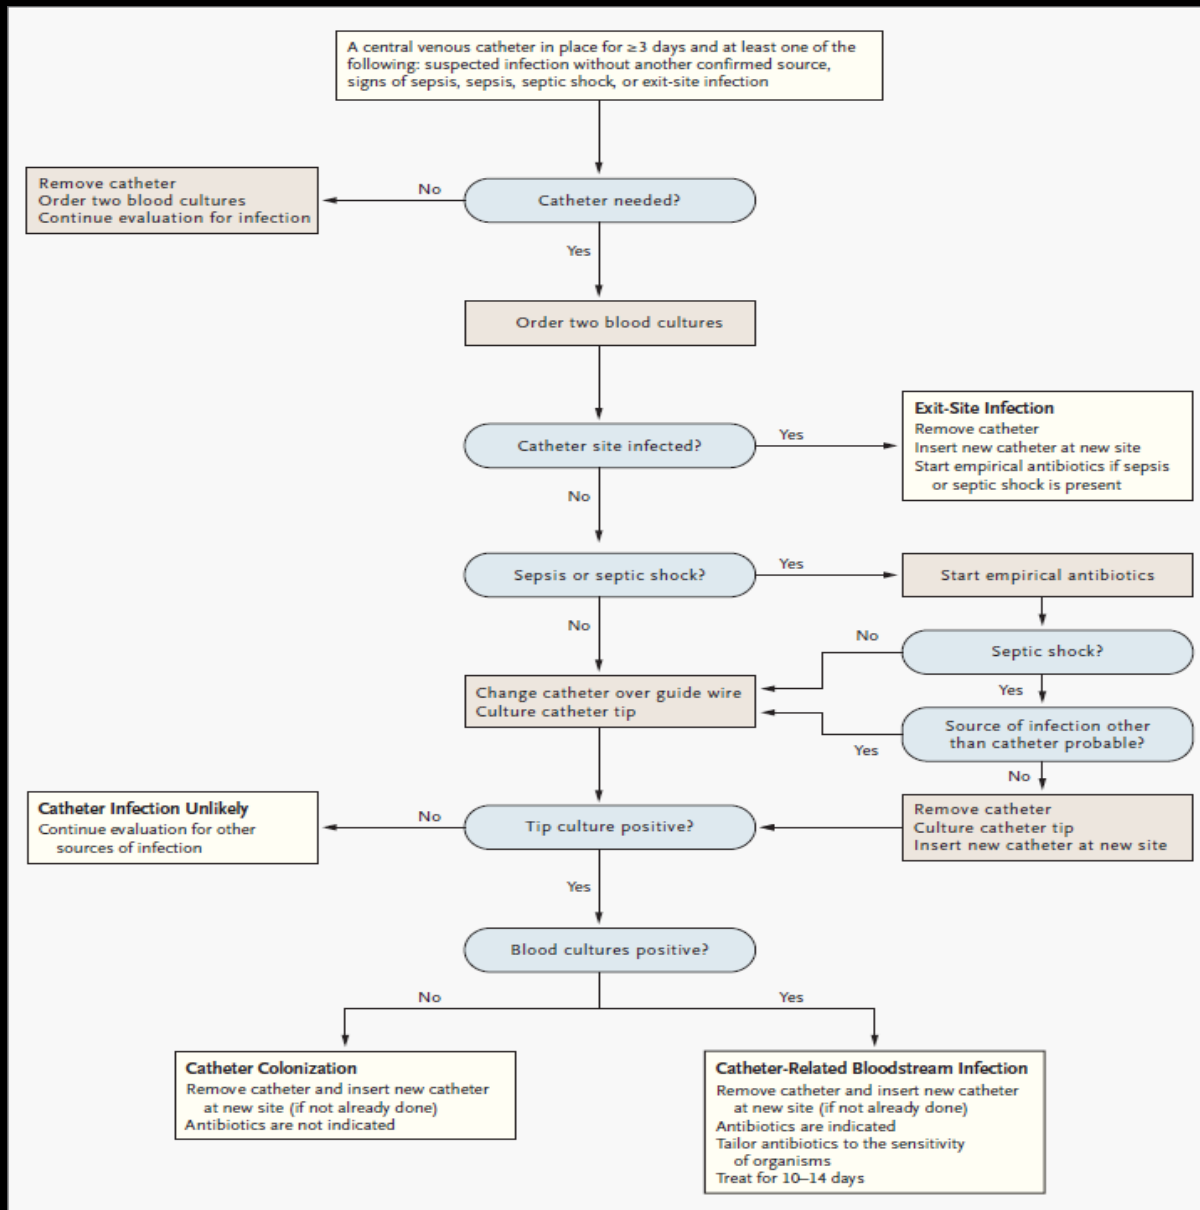 A central venous catheter in place for ≥3 days and at least one of the
following: suspected infection without another confirmed source,
signs of sepsis, sepsis, septic shock, or exit-site infection
Remove catheter
Order two blood cultures
Continue evaluation for infection
No
Catheter needed?
Yes
Order two blood cultures
Catheter site infected?
Yes
Exit-Site Infection
Remove catheter
Insert new catheter at new site
Start empirical antibiotics if sepsis
or septic shock is present
No
Sepsis or septic shock?
Yes
Start empirical antibiotics
No
No
Septic shock?
Yes
Change catheter over guide wire
Culture catheter tip
Source of infection other
than catheter probable?
Yes
No
Remove catheter
Culture catheter tip
Insert new catheter at new site
Catheter Infection Unlikely
Continue evaluation for other
sources of infection
No
Tip culture positive?
Yes
Blood cultures positive?
No
Yes
Catheter Colonization
Remove catheter and insert new catheter
at new site (if not already done)
Antibiotics are not indicated
Catheter-Related Bloodstream Infection
Remove catheter and insert new catheter
at new site (if not already done)
Antibiotics are indicated
Tailor antibiotics to the sensitivity
of organisms
Treat for 10–14 days